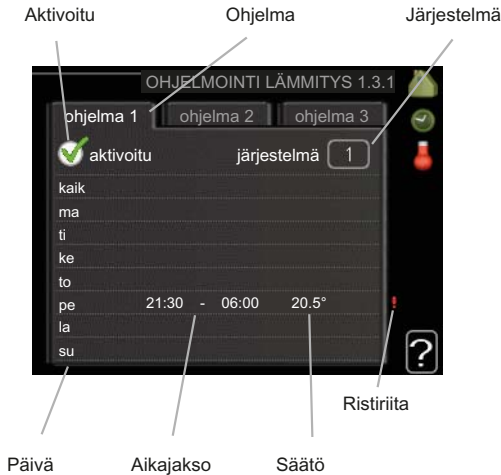 Aktivoitu Ohjelma Järjestelmä
OHJELMOINTI LÄMMITYS 1.3.1
ohjelma 1 ohjelma 2 ohjelma 3
aktivoitu järjestelmä 1
kaik
ma
ti
ke
to
pe 21:30 - 06:00 20.5° !
la
su
?
Ristiriita
Päivä Aikajakso Säätö